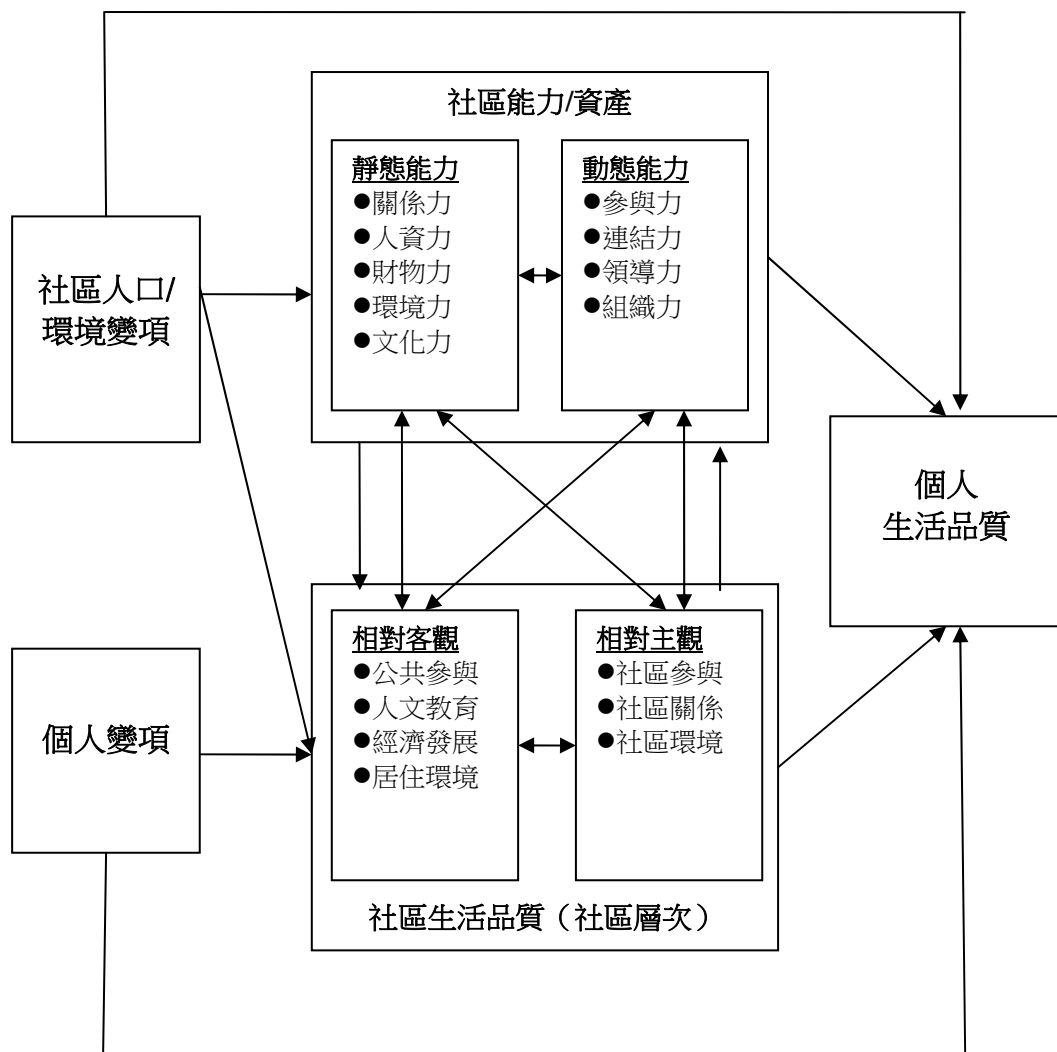 社區能力/資產
靜態能力
●關係力
●人資力
●財物力
●環境力
●文化力
動態能力
●參與力
●連結力
●領導力
●組織力
社區人口/
環境變項
個人
生活品質
個人變項
相對客觀
●公共參與
●人文教育
●經濟發展
●居住環境
相對主觀
●社區參與
●社區關係
●社區環境
社區生活品質（社區層次）